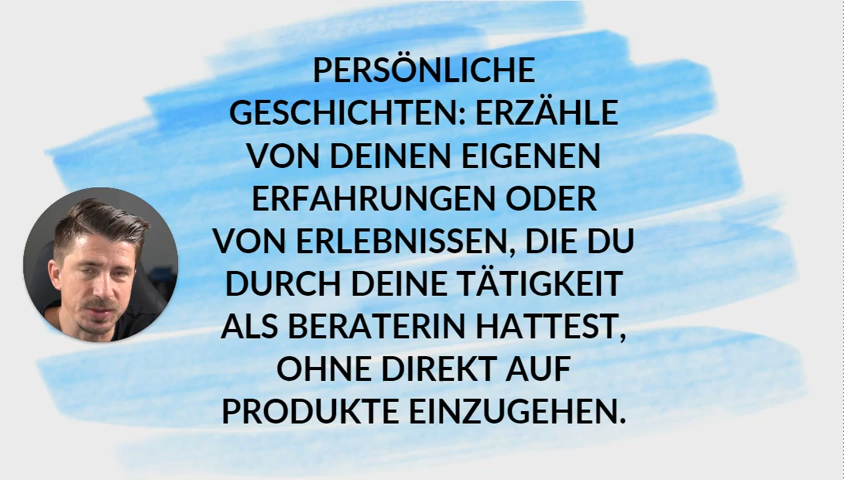 PERSÖNLICHE
GESCHICHTEN: ERZÄHLE
VON DEINEN EIGENEN
ERFAHRUNGEN ODER
VON ERLEBNISSEN, DIE DU
DURCH DEINE TÄTIGKEIT
ALS BERATERIN HATTEST,
OHNE DIREKT AUF
PRODUKTE EINZUGEHEN.